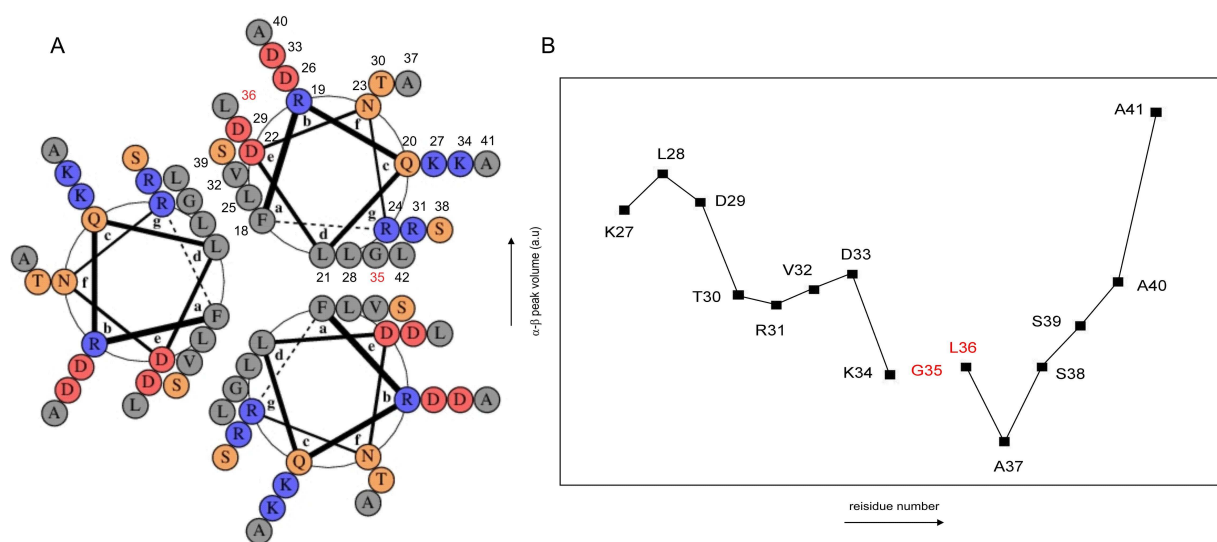 A
40
A
33
D
26
D
19
R
b
30 37
23 T A
N
f
36
L
29
D
22
D
e
20 27 34 41
Q K K A
c
39
S
32
V
25
L
18
F
a
24 31 38
R R S
g
d
L L G L
21 28 35 42
A
K
K
Q
c
S
R
R
g
L
G
L
L
d
A
T
N
f
F
a
L
V
S
R
b
D
D
A
D
e
D
L
F L V S
a
D D L
e
L
d
L
G
L
R D D A
b
R
g
R
S
Q
c
K
K
A
N
f
T
A
B
α-β peak volume (a.u)
K27
L28
D29
T30
R31
V32
D33
K34
G35
L36
A37
S38
S39
A40
A41
reisidue number